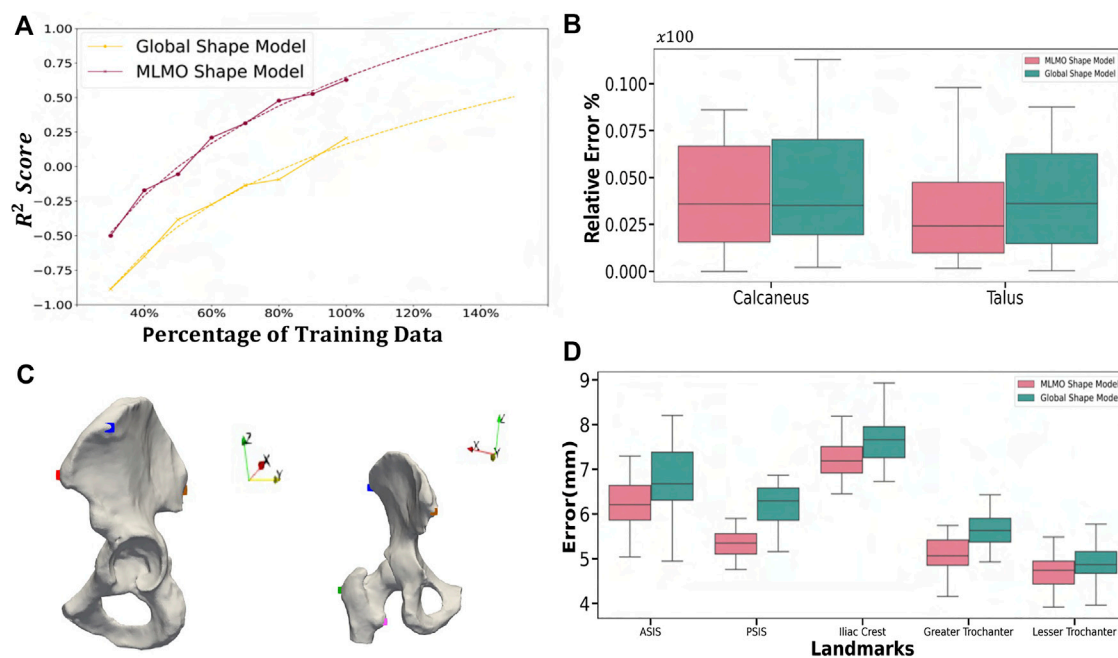 A
1.00
0.75
0.50
0.25
0.00
−0.25
−0.50
−0.75
−1.00
R² Score
Global Shape Model
MLMO Shape Model
40%
60%
80%
100%
120%
140%
Percentage of Training Data
B
x100
0.100
0.075
0.050
0.025
0.000
Relative Error %
MLMO Shape Model
Global Shape Model
Calcaneus
Talus
C
Z
X
Y
Z
X
Y
D
9
8
7
6
5
4
Error(mm)
MLMO Shape Model
Global Shape Model
ASIS
PSIS
Iliac Crest
Greater Trochanter
Lesser Trochanter
Landmarks